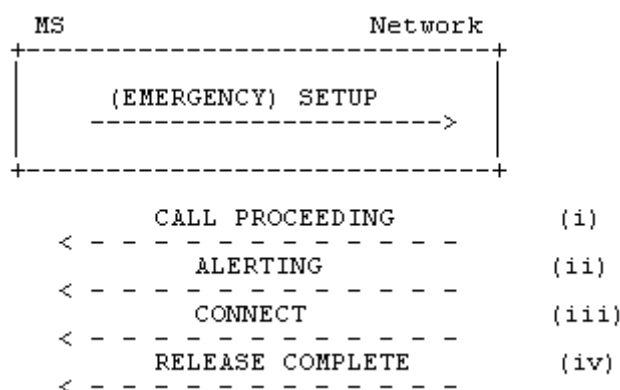 MS Network
(EMERGENCY) SETUP
CALL PROCEEDING (i)
ALERTING (ii)
CONNECT (iii)
RELEASE COMPLETE (iv)